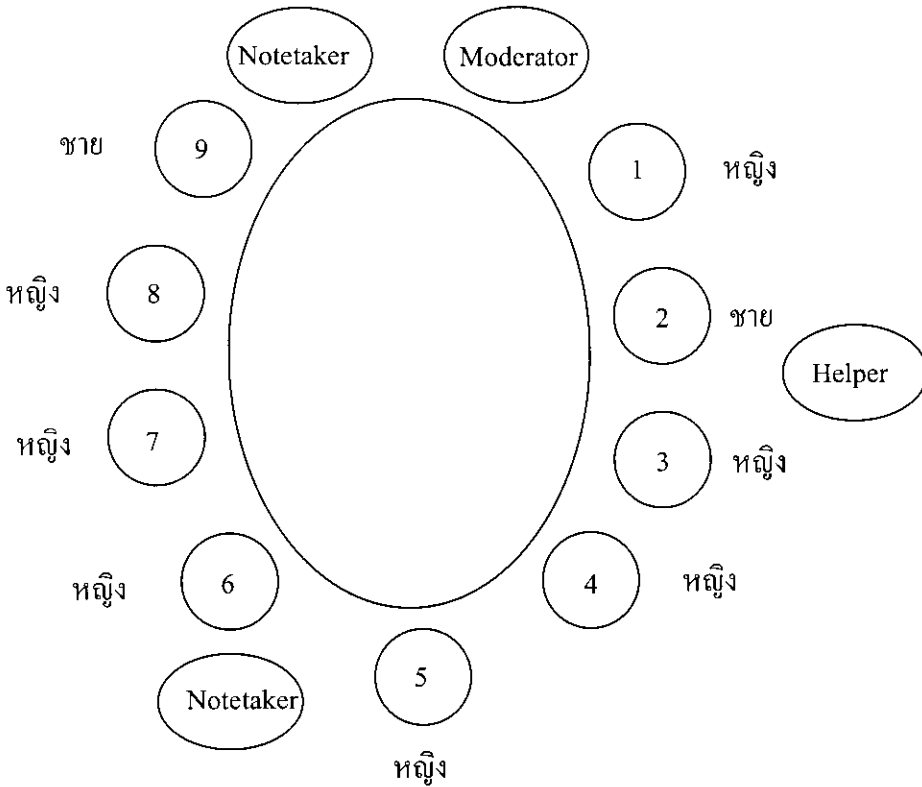 Notetaker
Moderator
ชาย
9
1
หญิง
หญิง
8
2
ชาย
Helper
หญิง
7
3
หญิง
หญิง
6
4
หญิง
Notetaker
5
หญิง